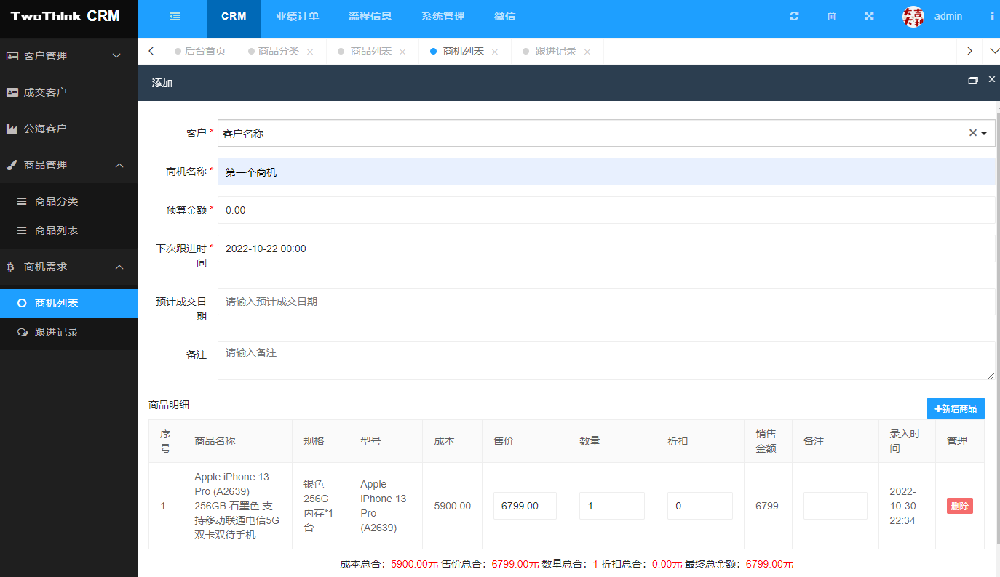 TwoThink CRM
CRM 业绩订单 流程信息 系统管理 微信 admin
后台首页 商品分类 商品列表 商机列表 跟进记录
客户管理
成交客户
公海客户
商品管理
商品分类
商品列表
商机需求
商机列表
跟进记录
添加
客户 * 客户名称
商机名称 * 第一个商机
预算金额 * 0.00
下次跟进时 * 2022-10-22 00:00
间
预计成交日 请输入预计成交日期
期
备注 请输入备注
商品明细 新增商品
序号 商品名称 规格 型号 成本 售价 数量 折扣 销售金额 备注 录入时间 管理
1
Apple iPhone 13
Pro (A2639)
256GB 石墨色 支
持移动联通电信5G
双卡双待手机
银色
256G
内存*1
台
Apple
iPhone 13
Pro
(A2639)
5900.00 6799.00 1 0 6799
2022-
10-30
22:34
删除
成本总合：5900.00元 售价总合：6799.00元 数量总合：1 折扣总合：0.00元 最终总金额：6799.00元